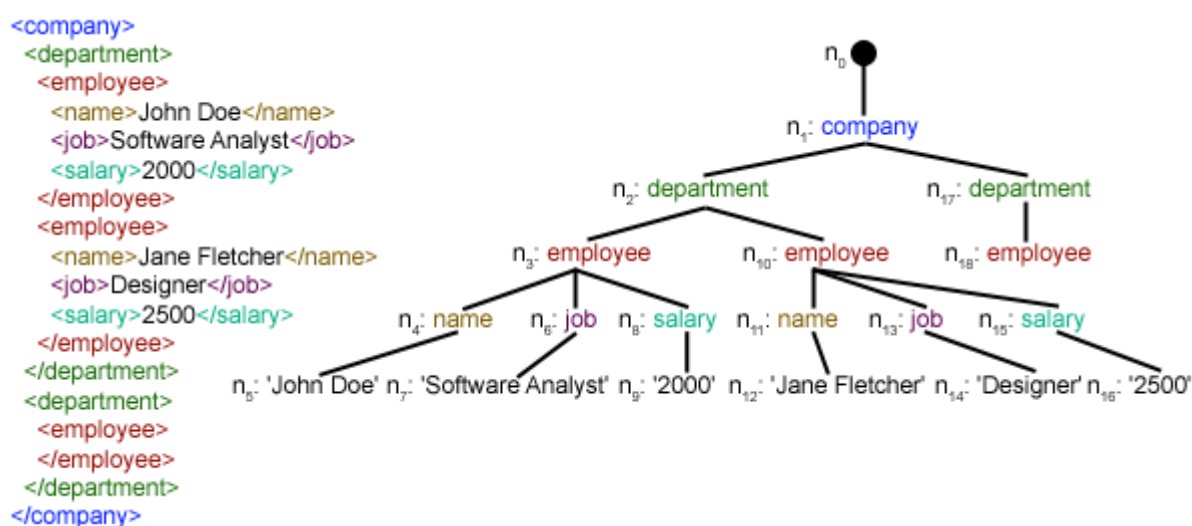 <company>
<department>
<employee>
<name>John Doe</name>
<job>Software Analyst</job>
<salary>2000</salary>
</employee>
<employee>
<name>Jane Fletcher</name>
<job>Designer</job>
<salary>2500</salary>
</employee>
</department>
<department>
<employee>
</employee>
</department>
</company>
n0
n1: company
n2: department n17: department
n3: employee n10: employee n18: employee
n4: name n6: job n8: salary n11: name n13: job n15: salary
n5: 'John Doe' n7: 'Software Analyst' n9: '2000' n12: 'Jane Fletcher' n14: 'Designer' n16: '2500'